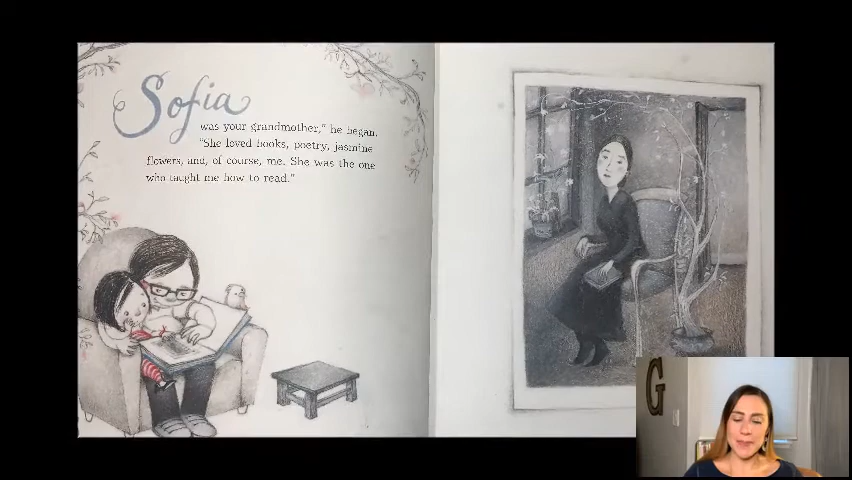 Sofia
was your grandmother," he began.
"She loved books, poetry, jasmine
flowers, and, of course, me. She was the one
who taught me how to read."
G